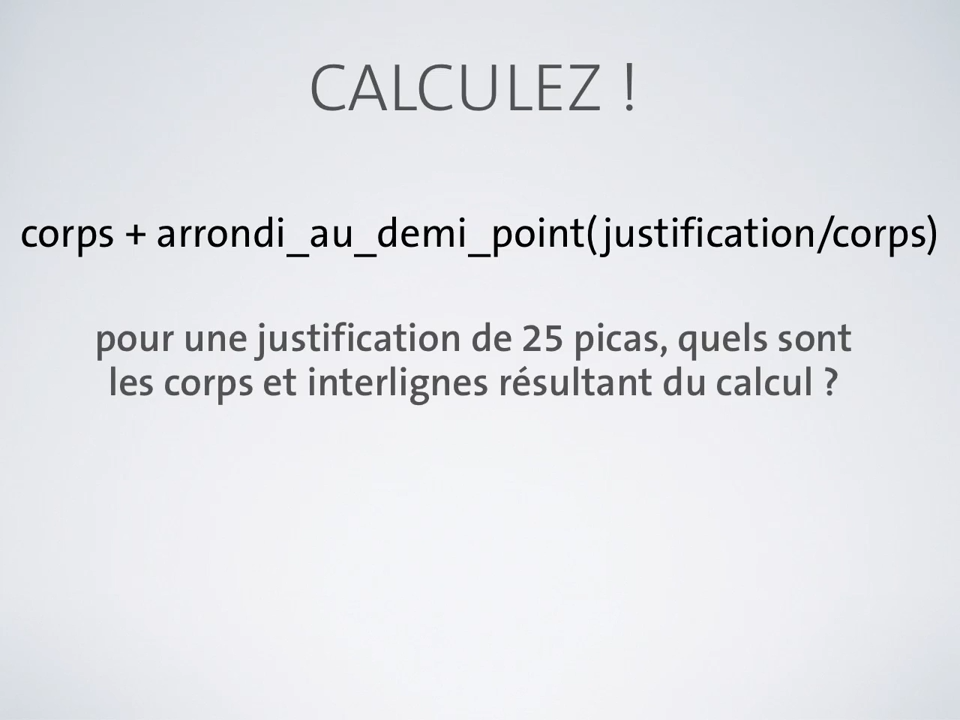 CALCULEZ !
corps + arrondi_au_demi_point(justification/corps)
pour une justification de 25 picas, quels sont
les corps et interlignes résultant du calcul ?